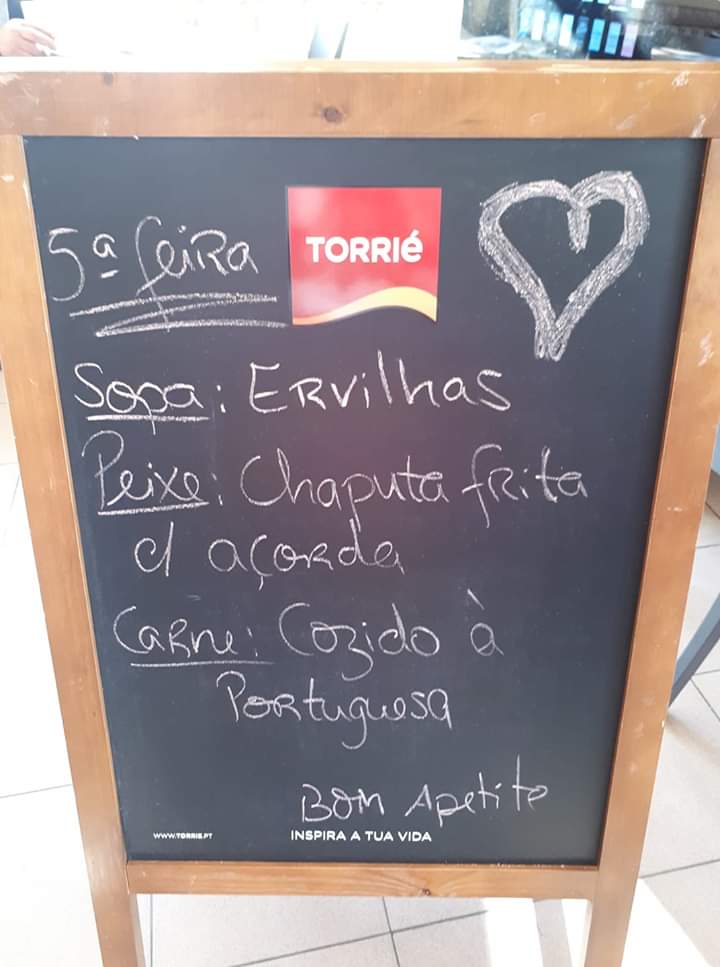 5ª feira
TORRIÉ
Sopa: Ervilhas
Peixe: Chaputa frita
c/ açorda
Carne: Cozido à
Portuguesa
Bom Apetite
WWW.TORRIE.PT
INSPIRA A TUA VIDA